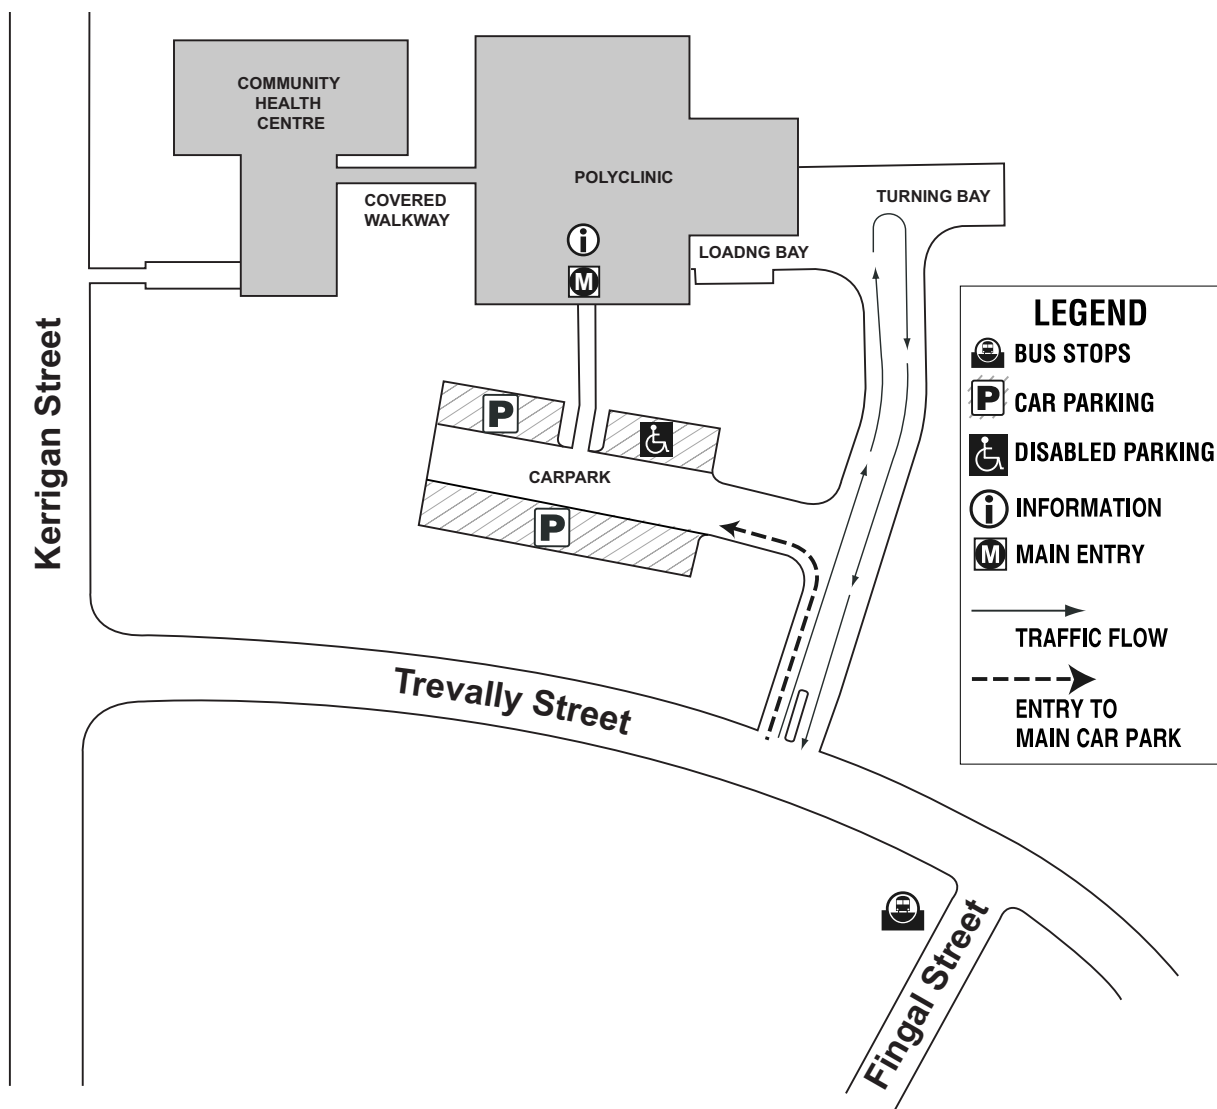 COMMUNITY
HEALTH
CENTRE
POLYCLINIC
COVERED
WALKWAY
TURNING BAY
i
LOADNG BAY
M
LEGEND
BUS STOPS
P
CAR PARKING
DISABLED PARKING
i
INFORMATION
M
MAIN ENTRY
TRAFFIC FLOW
ENTRY TO
MAIN CAR PARK
Kerrigan Street
P
CARPARK
P
Trevally Street
Fingal Street